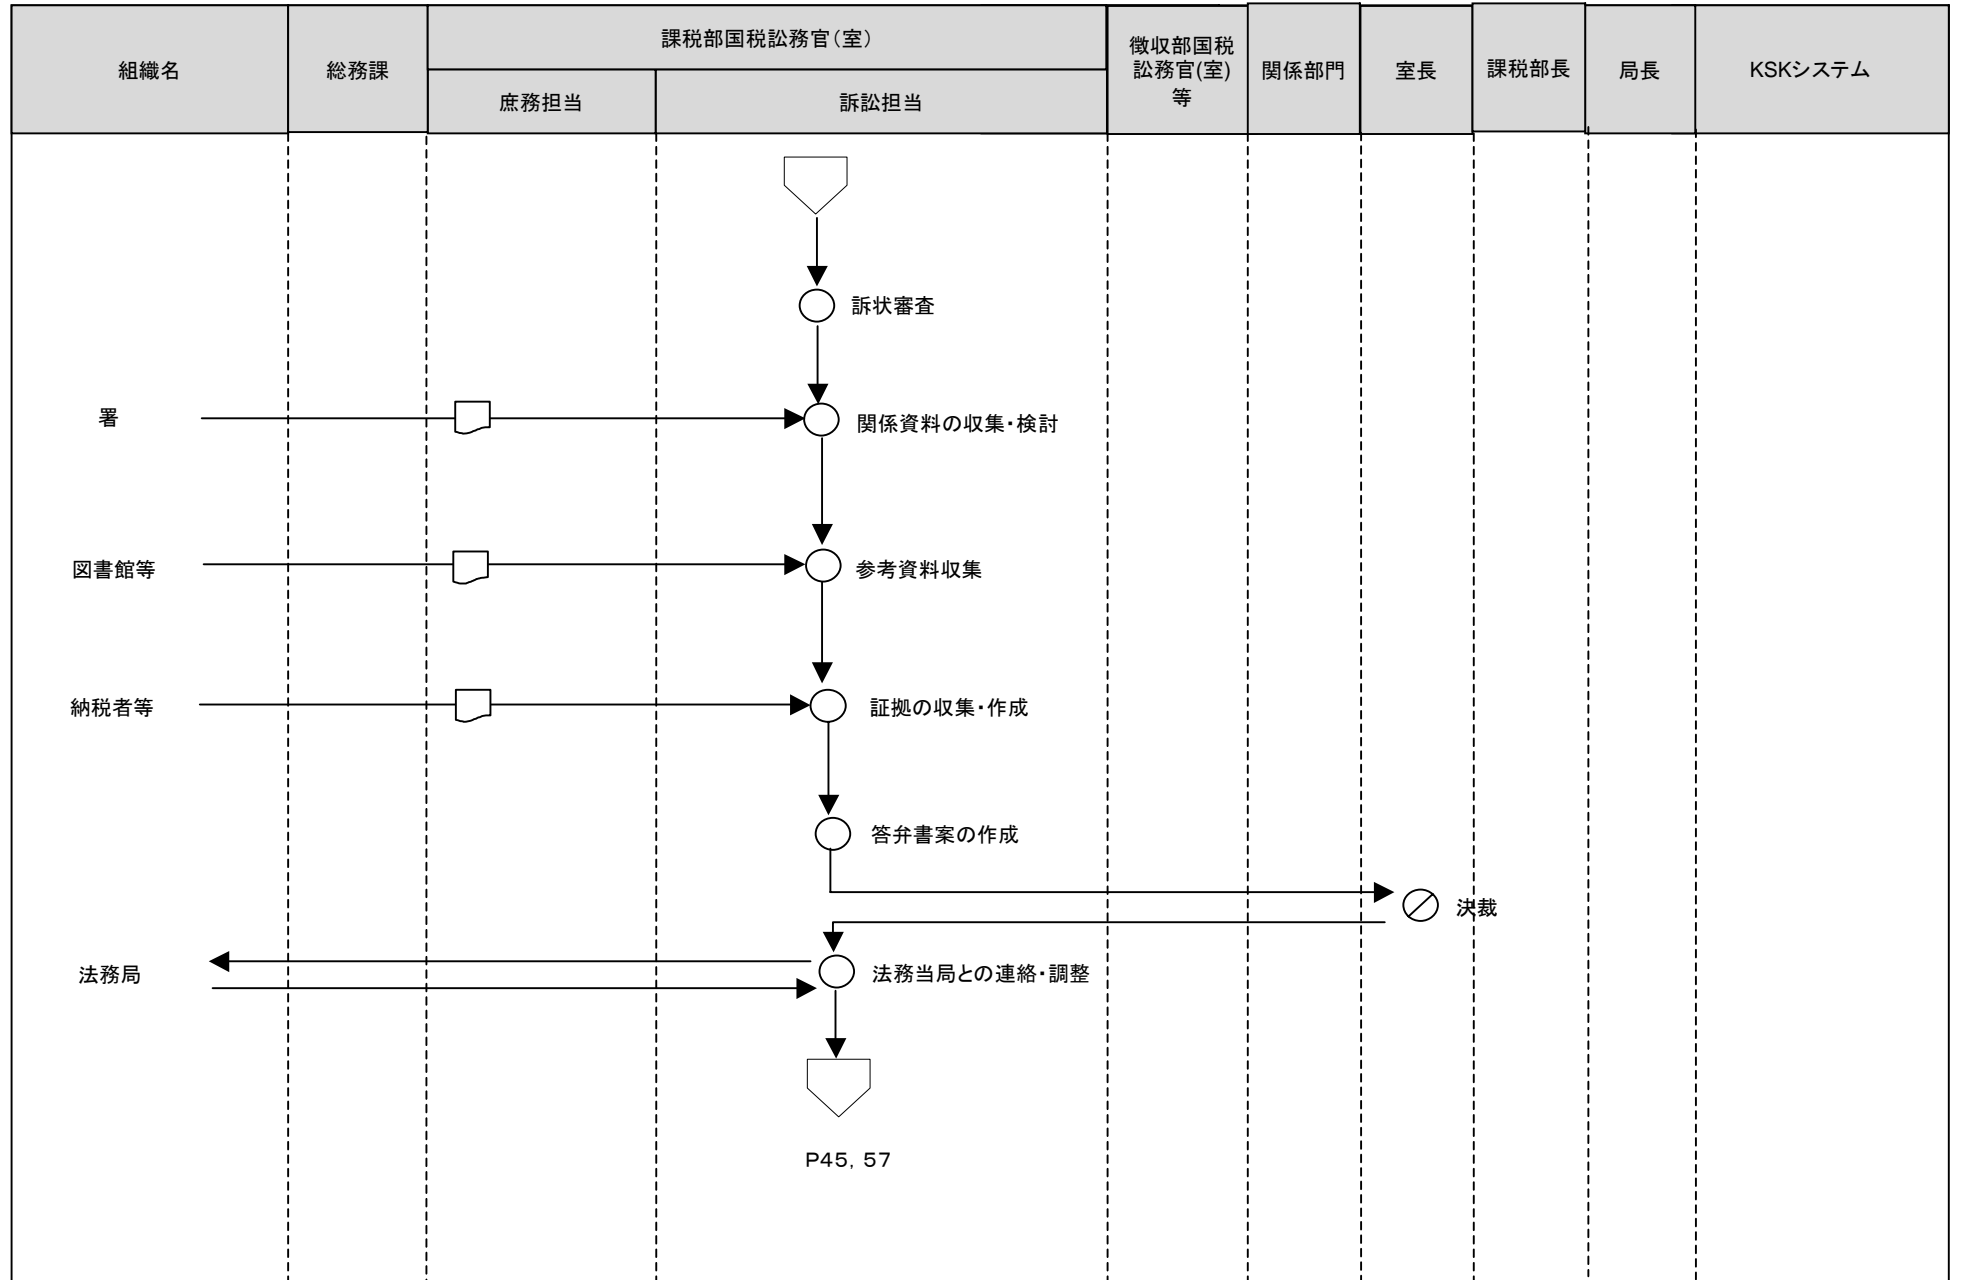 組織名
総務課
課税部国税訟務官（室）
庶務担当
訴訟担当
徴収部国税
訟務官(室)
等
関係部門
室長
課税部長
局長
KSKシステム
訴状審査
署
関係資料の収集・検討
図書館等
参考資料収集
納税者等
証拠の収集・作成
答弁書案の作成
決裁
法務局
法務当局との連絡・調整
P45，57